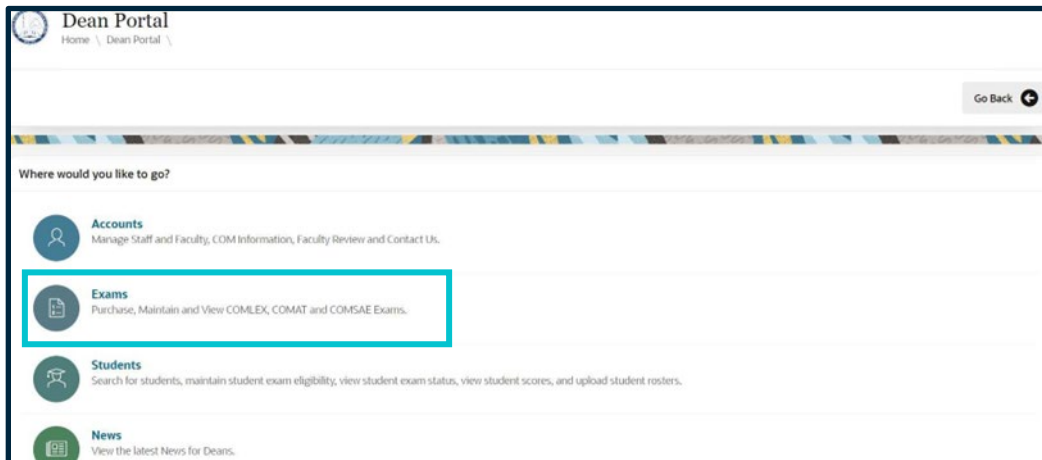 Dean Portal
Home \ Dean Portal \
Go Back
Where would you like to go?
Accounts
Manage Staff and Faculty, COM Information, Faculty Review and Contact Us.
Exams
Purchase, Maintain and View COMLEX, COMAT and COMSAE Exams.
Students
Search for students, maintain student exam eligibility, view student exam status, view student scores, and upload student rosters.
News
View the latest News for Deans.